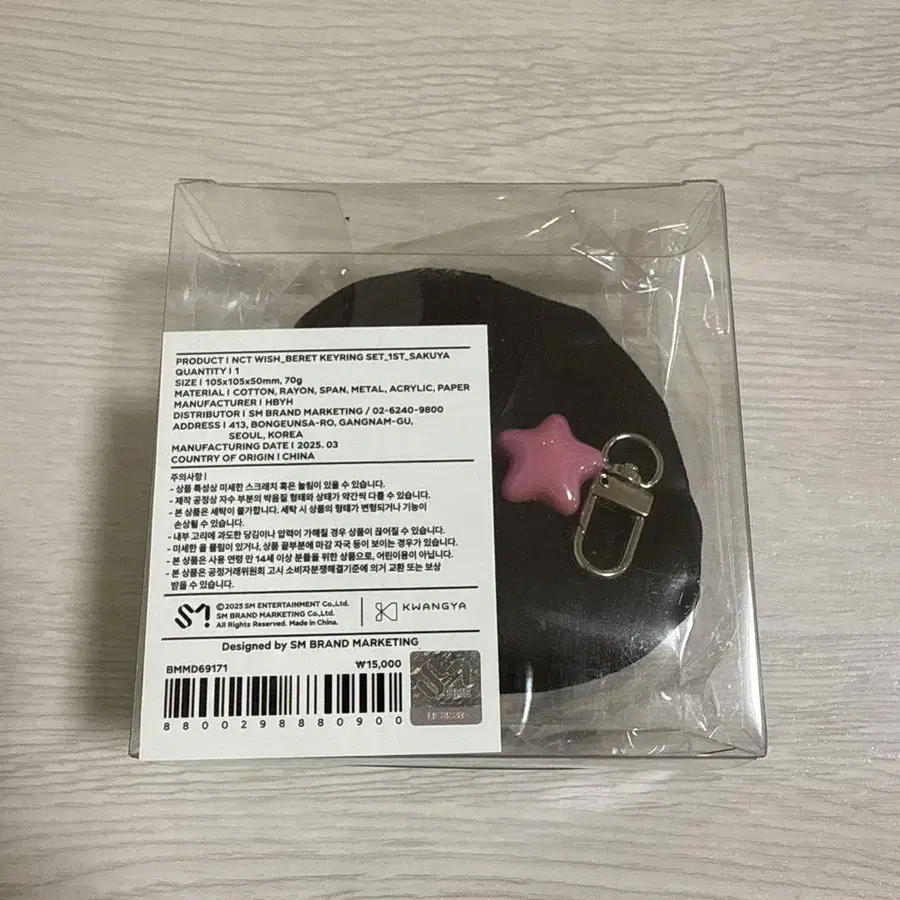 PRODUCT I NCT WISH_BERET KEYRING SET_1ST_SAKUYA
QUANTITY I 1
SIZE I 105x105x50mm, 70g
MATERIAL I COTTON, RAYON, SPAN, METAL, ACRYLIC, PAPER
MANUFACTURER I HBYH
DISTRIBUTOR I SM BRAND MARKETING / 02-6240-9800
ADDRESS I 413, BONGEUNSA-RO, GANGNAM-GU,
SEOUL, KOREA
MANUFACTURING DATE I 2025. 03
COUNTRY OF ORIGIN I CHINA
주의사항 |
- 상품 특성상 미세한 스크래치 혹은 눌림이 있을 수 있습니다.
- 제작 공정상 자수 부분의 박음질 형태와 상태가 약간씩 다를 수 있습니다.
- 본 상품은 세탁이 불가합니다. 세탁 시 상품의 형태가 변형되거나 기능이
손상될 수 있습니다.
- 내부 고리에 과도한 당김이나 압력이 가해질 경우 상품이 끊어질 수 있습니다.
- 미세한 올 풀림이 있거나, 상품 끝부분에 마감 자국 등이 보이는 경우가 있습니다.
- 본 상품은 사용 연령 만 14세 이상 분들을 위한 상품으로, 어린이용이 아닙니다.
- 본 상품은 공정거래위원회 고시 소비자분쟁해결기준에 의거 교환 또는 보상
받을 수 있습니다.
SM ©2025 SM ENTERTAINMENT Co.,Ltd.
SM BRAND MARKETING Co.,Ltd.
All Rights Reserved. Made in China.
KWANGYA
Designed by SM BRAND MARKETING
BMMD69171 ₩15,000
8800298880900